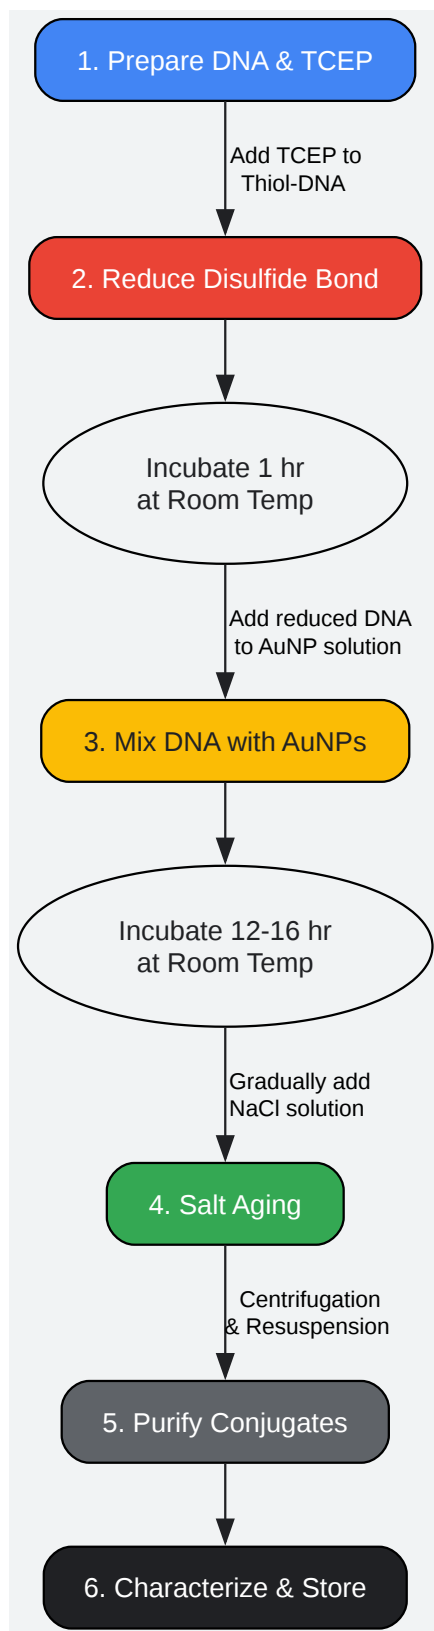 1. Prepare DNA & TCEP
Add TCEP to
Thiol-DNA
2. Reduce Disulfide Bond
Incubate 1 hr
at Room Temp
Add reduced DNA
to AuNP solution
3. Mix DNA with AuNPs
Incubate 12-16 hr
at Room Temp
Gradually add
NaCl solution
4. Salt Aging
Centrifugation
& Resuspension
5. Purify Conjugates
6. Characterize & Store